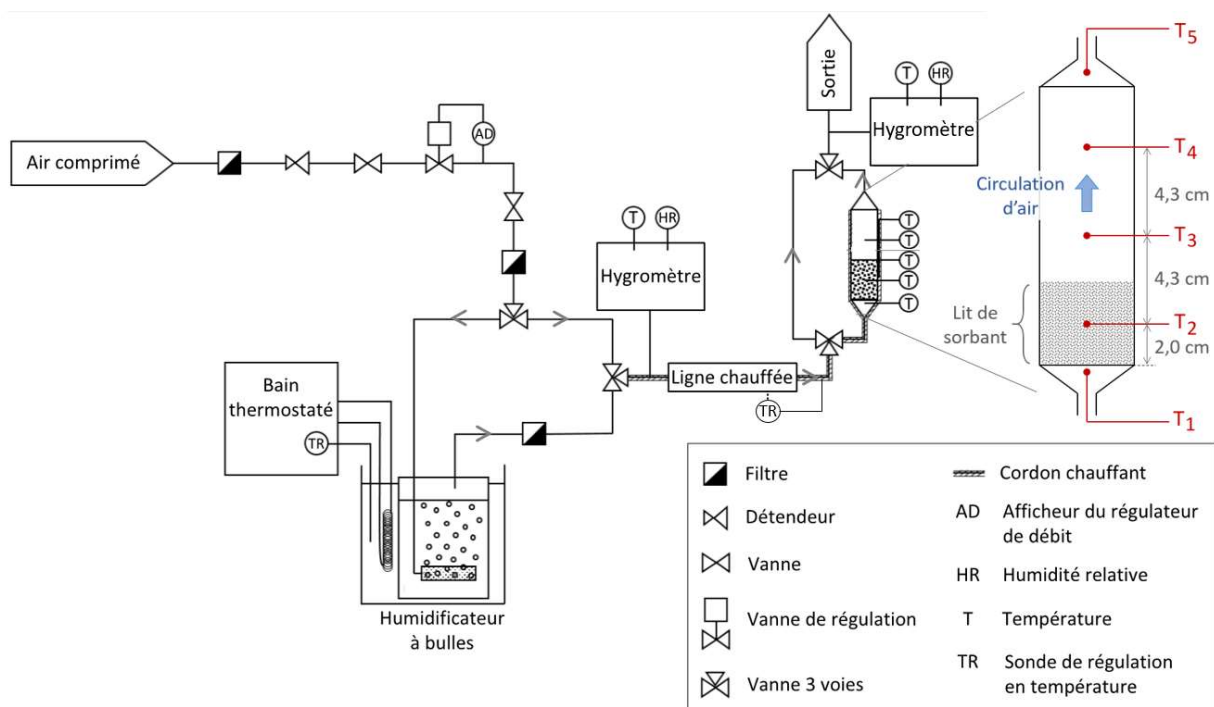 Air comprimé
AD
T
HR
Hygromètre
Bain
thermostaté
TR
Humidificateur
à bulles
Ligne chauffée
TR
Sortie
T
HR
Hygromètre
T
T
T
T
T
Circulation
d'air
Lit de
sorbant
T5
T4
4,3 cm
T3
4,3 cm
T2
2,0 cm
T1
Filtre
Détendeur
Vanne
Vanne de régulation
Vanne 3 voies
Cordon chauffant
AD Afficheur du régulateur
de débit
HR Humidité relative
T Température
TR Sonde de régulation
en température